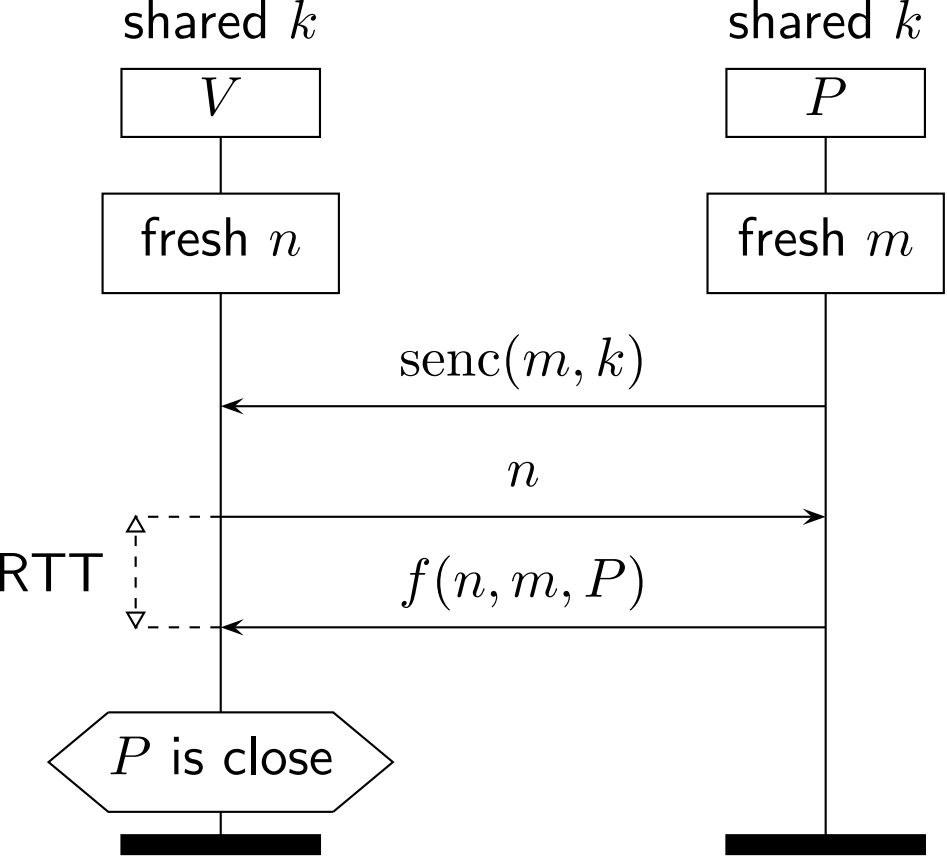 shared k
shared k
V
P
fresh n
fresh m
senc(m, k)
n
RTT
f(n, m, P)
P is close